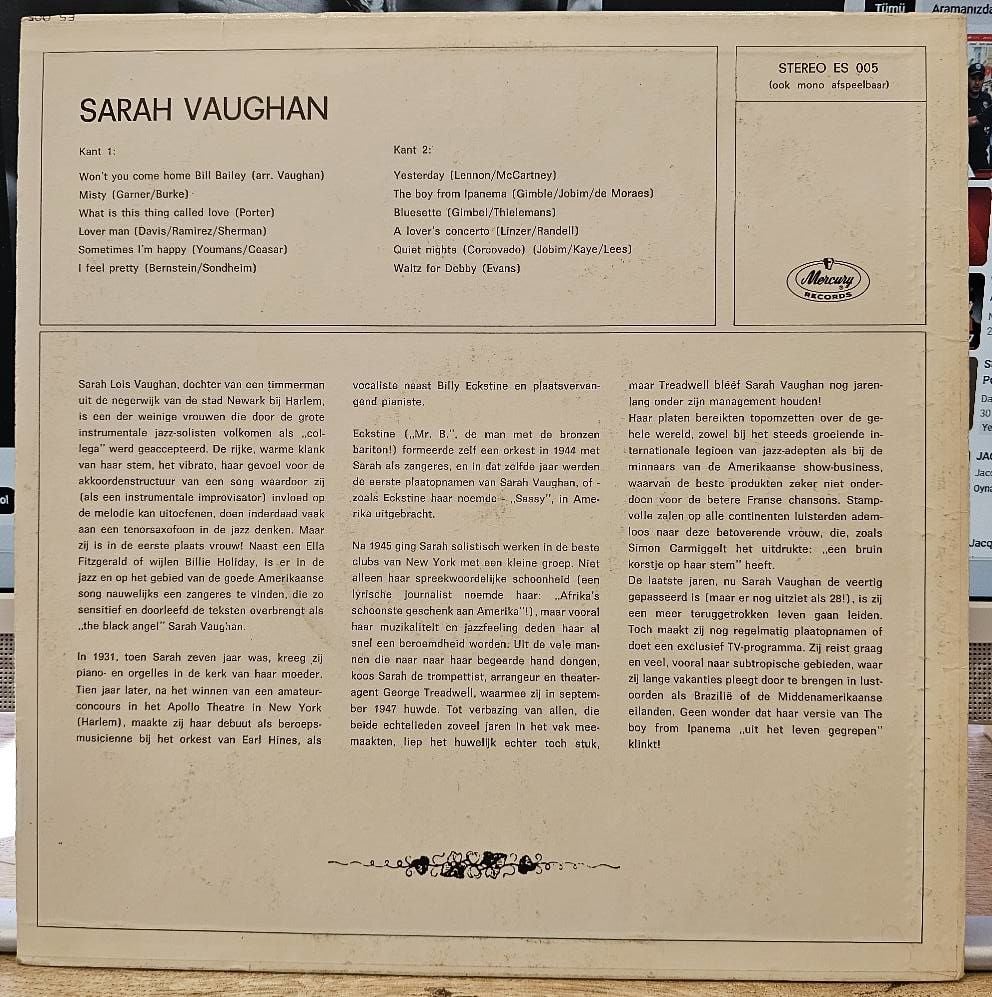 ES 005
Tümü
Aramanızda
STEREO ES 005
(ook mono afspeelbaar)
SARAH VAUGHAN
Kant 1:
Won't you come home Bill Bailey (arr. Vaughan)
Misty (Garner/Burke)
What is this thing called love (Porter)
Lover man (Davis/Ramirez/Sherman)
Sometimes I'm happy (Youmans/Ceasar)
I feel pretty (Bernstein/Sondheim)
Kant 2:
Yesterday (Lennon/McCartney)
The boy from Ipanema (Gimble/Jobim/de Moraes)
Bluesette (Gimbel/Thielemans)
A lover's concerto (Linzer/Randell)
Quiet nights (Corcovado) (Jobim/Kaye/Lees)
Waltz for Debby (Evans)
Mercury
RECORDS
Sarah Lois Vaughan, dochter van een timmerman
uit de negerwijk van de stad Newark bij Harlem,
is een der weinige vrouwen die door de grote
instrumentale jazz-solisten volkomen als „col-
lega" werd geaccepteerd. De rijke, warme klank
van haar stem, het vibrato, haar gevoel voor de
akkoordenstructuur van een song waardoor zij
(als een instrumentale improvisator) invloed op
de melodie kan uitoefenen, doen inderdaad vaak
aan een tenorsaxofoon in de jazz denken. Maar
zij is in de eerste plaats vrouw! Naast een Ella
Fitzgerald of wijlen Billie Holiday, is er in de
jazz en op het gebied van de goede Amerikaanse
song nauwelijks een zangeres te vinden, die zo
sensitief en doorleefd de teksten overbrengt als
„the black angel" Sarah Vaughan.
In 1931, toen Sarah zeven jaar was, kreeg zij
piano- en orgelles in de kerk van haar moeder.
Tien jaar later, na het winnen van een amateur-
concours in het Apollo Theatre in New York
(Harlem), maakte zij haar debuut als beroeps-
musicienne bij het orkest van Earl Hines, als
vocaliste naast Billy Eckstine en plaatsvervan-
gend pianiste.
Eckstine („Mr. B.", de man met de bronzen
bariton!) formeerde zelf een orkest in 1944 met
Sarah als zangeres, en in dat zelfde jaar werden
de eerste plaatopnamen van Sarah Vaughan, of -
zoals Eckstine haar noemde - „Sassy", in Ame-
rika uitgebracht.
Na 1945 ging Sarah solistisch werken in de beste
clubs van New York met een kleine groep. Niet
alleen haar spreekwoordelijke schoonheid (een
lyrische journalist noemde haar: „Afrika's
schoonste geschenk aan Amerika"!), maar vooral
haar muzikaliteit en jazzfeeling deden haar al
snel een beroemdheid worden. Uit de vele man-
nen die naar naar haar begeerde hand dongen,
koos Sarah de trompettist, arrangeur en theater-
agent George Treadwell, waarmee zij in septem-
ber 1947 huwde. Tot verbazing van allen, die
beide echtelieden zoveel jaren in het vak mee-
maakten, liep het huwelijk echter toch stuk,
maar Treadwell bleef Sarah Vaughan nog jaren-
lang onder zijn management houden!
Haar platen bereikten topomzetten over de ge-
hele wereld, zowel bij het steeds groeiende in-
ternationale legioen van jazz-adepten als bij de
minnaars van de Amerikaanse show-business,
waarvan de beste produkten zeker niet onder-
doen voor de betere Franse chansons. Stamp-
volle zalen op alle continenten luisterden adem-
loos naar deze betoverende vrouw, die, zoals
Simon Carmiggelt het uitdrukte: „een bruin
korstje op haar stem" heeft.
De laatste jaren, nu Sarah Vaughan de veertig
gepasseerd is (maar er nog uitziet als 28!), is zij
een meer teruggetrokken leven gaan leiden.
Toch maakt zij nog regelmatig plaatopnamen of
doet een exclusief TV-programma. Zij reist graag
en veel, vooral naar subtropische gebieden, waar
zij lange vakanties pleegt door te brengen in lust-
oorden als Brazilië of de Middenamerikaanse
eilanden. Geen wonder dat haar versie van The
boy from Ipanema „uit het leven gegrepen"
klinkt!